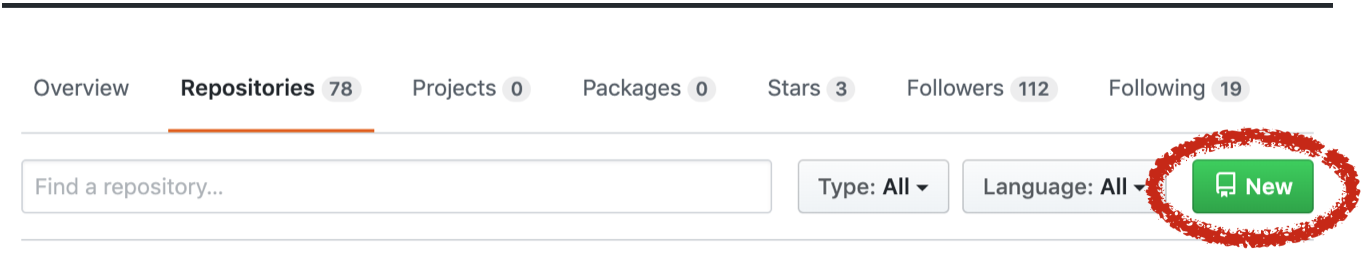 Overview Repositories 78 Projects 0 Packages 0 Stars 3 Followers 112 Following 19
Find a repository... Type: All Language: All New